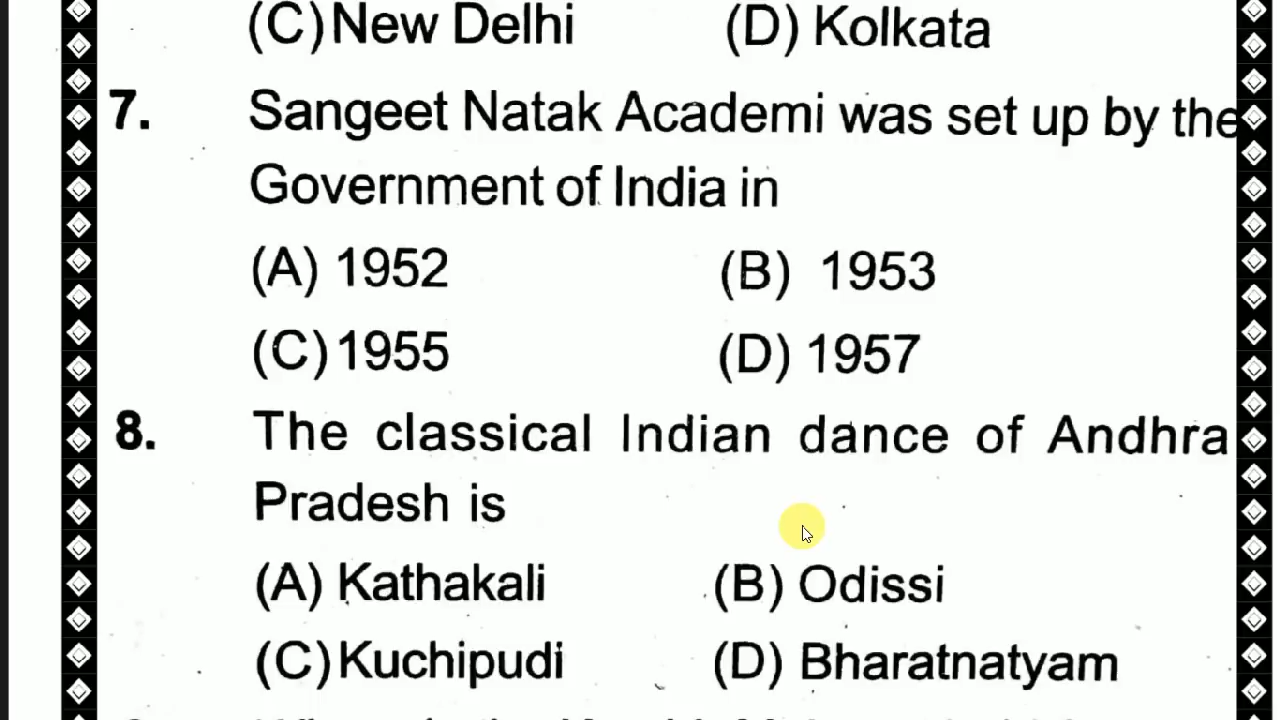 (C) New Delhi (D) Kolkata
7. Sangeet Natak Academi was set up by the
Government of India in
(A) 1952 (B) 1953
(C) 1955 (D) 1957
8. The classical Indian dance of Andhra
Pradesh is
(A) Kathakali (B) Odissi
(C) Kuchipudi (D) Bharatnatyam